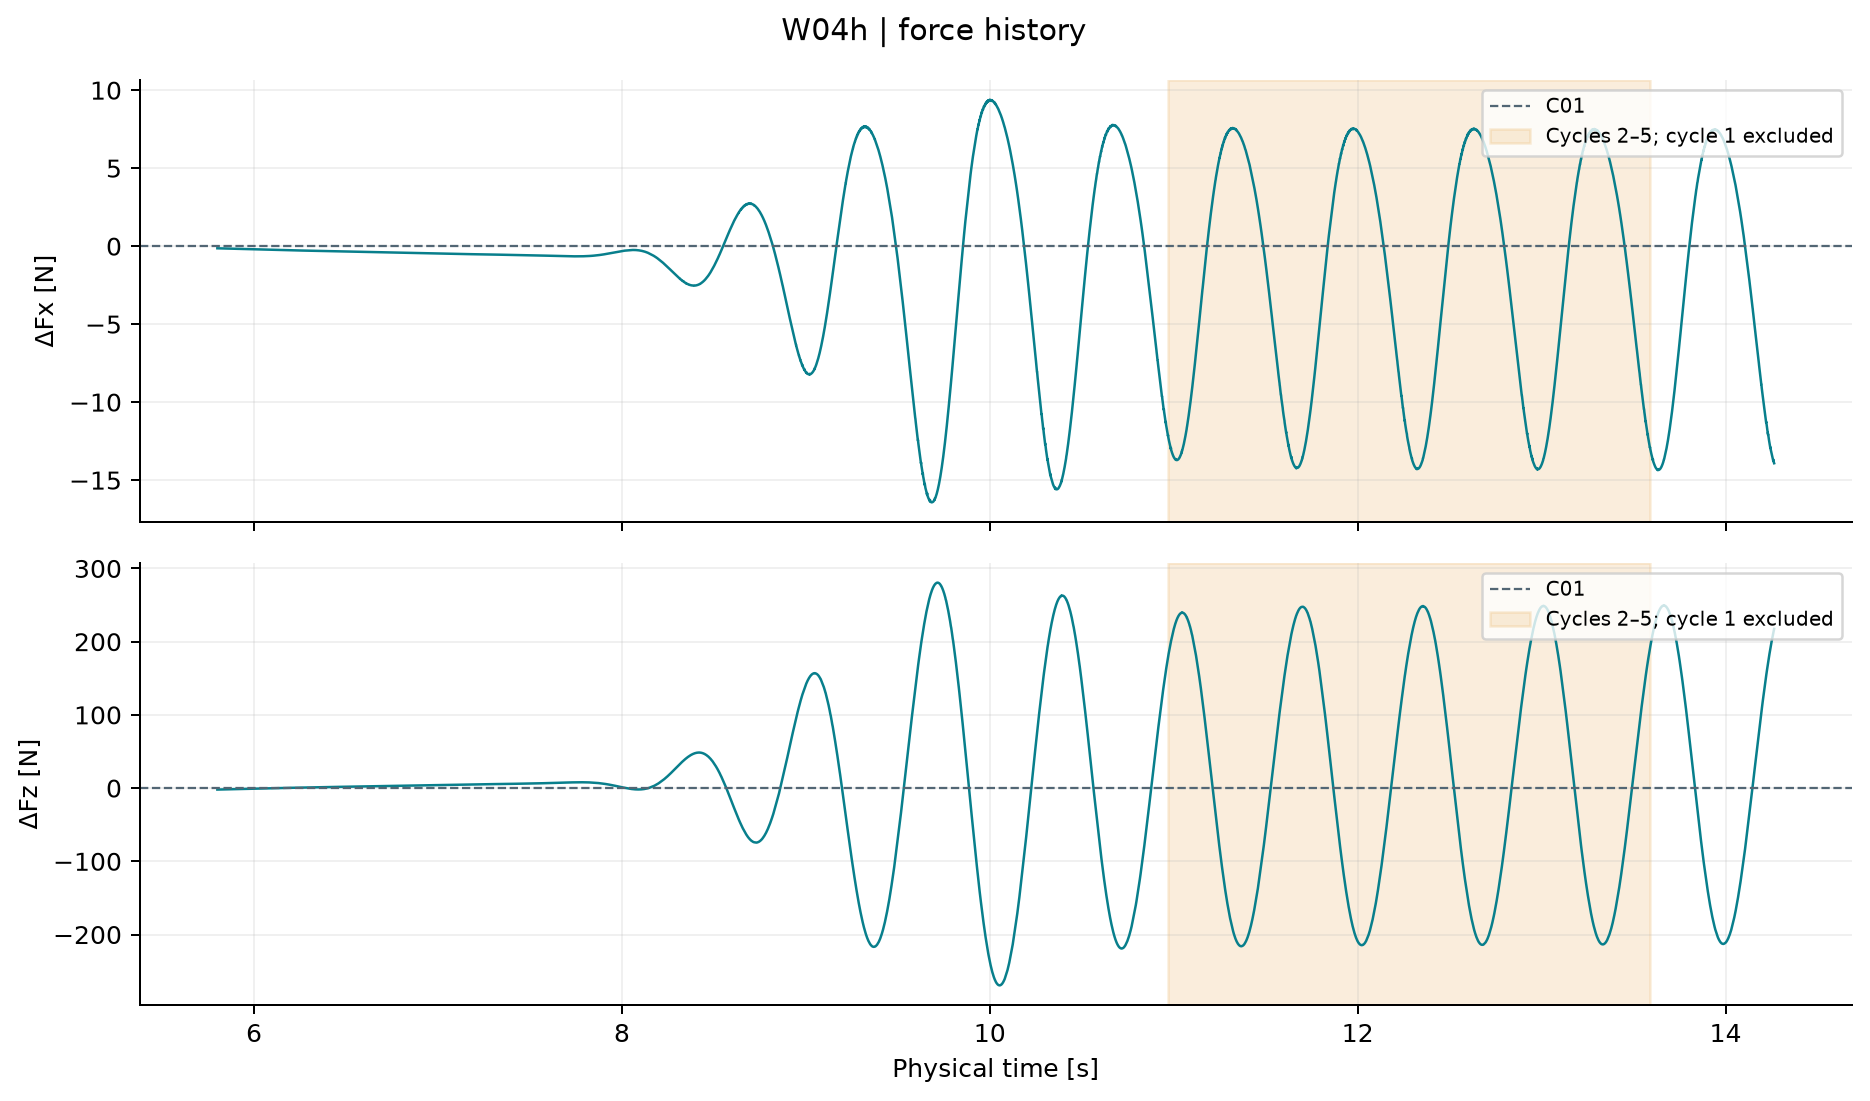 W04h | force history
10
5
0
−5
−10
−15
ΔFx [N]
C01
Cycles 2–5; cycle 1 excluded
300
200
100
0
−100
−200
ΔFz [N]
C01
Cycles 2–5; cycle 1 excluded
6 8 10 12 14
Physical time [s]